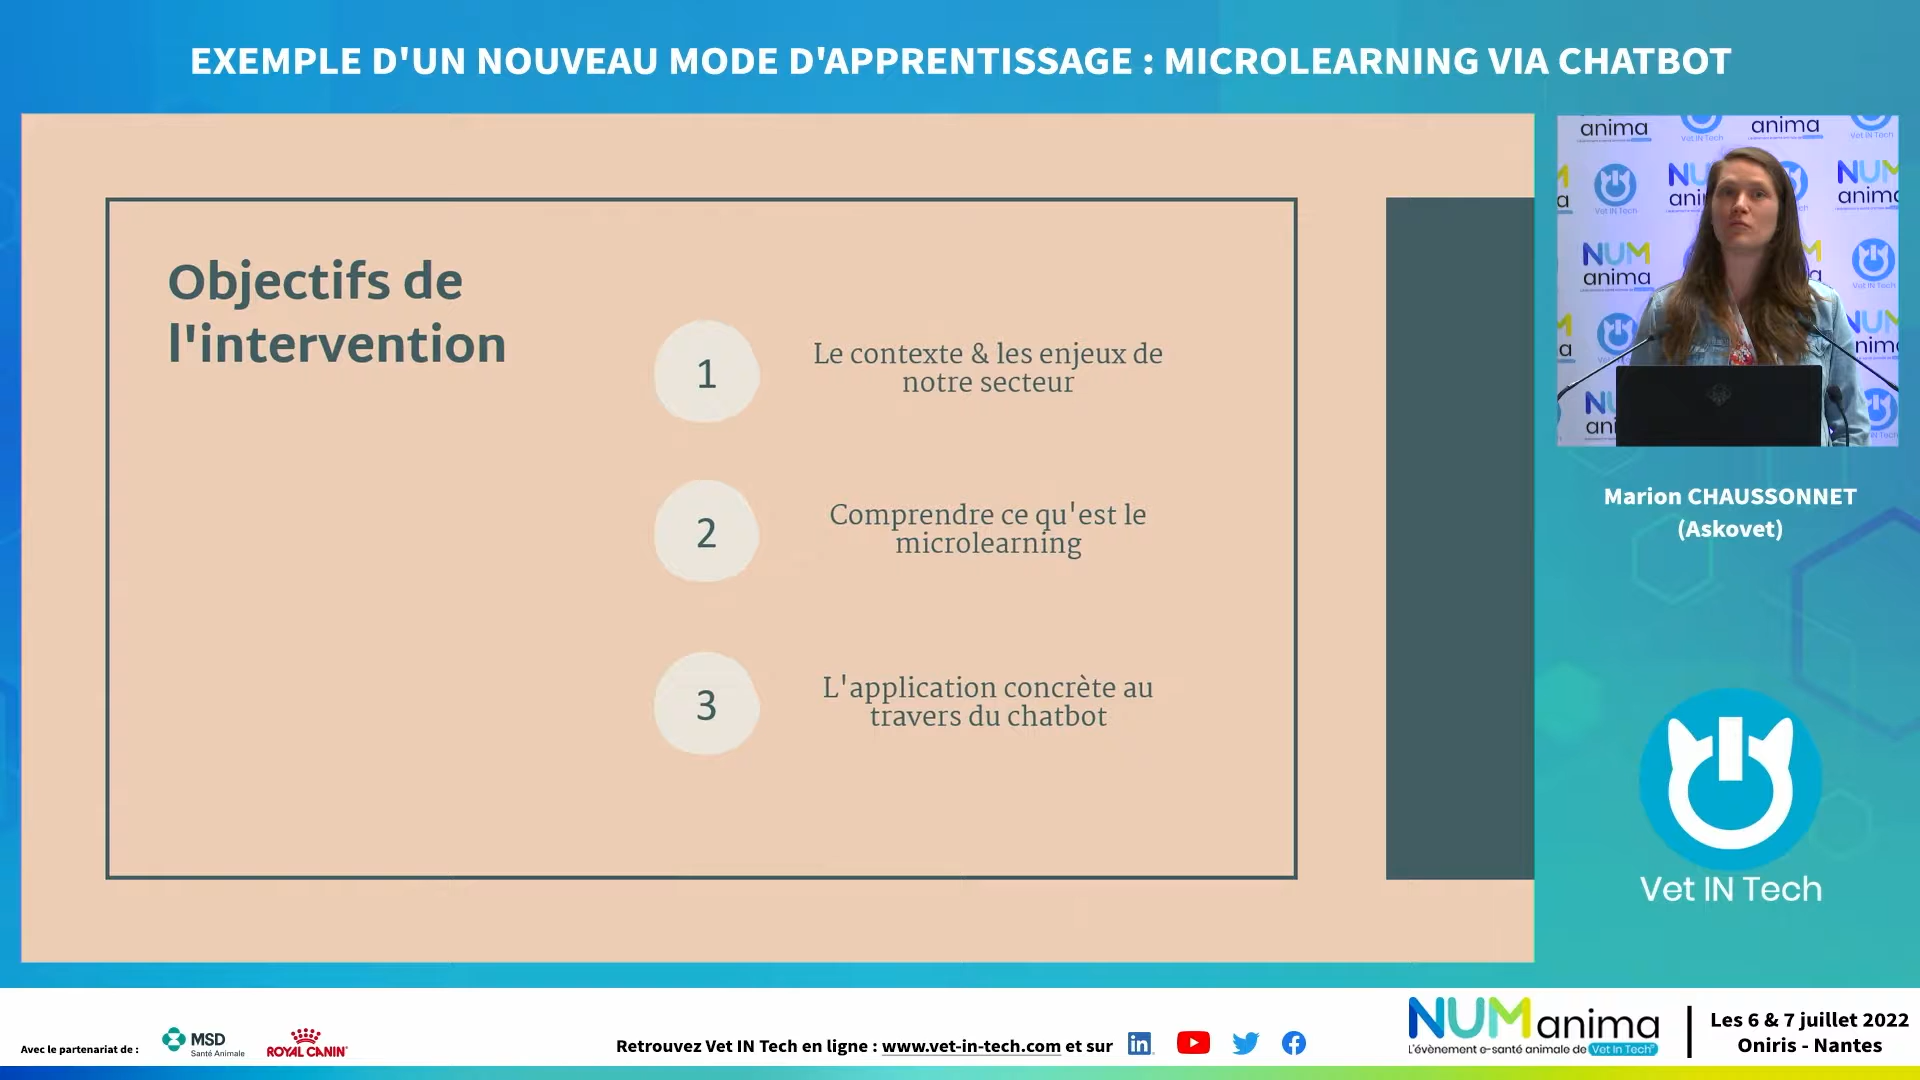 EXEMPLE D'UN NOUVEAU MODE D'APPRENTISSAGE : MICROLEARNING VIA CHATBOT
Objectifs de
l'intervention
1
Le contexte & les enjeux de
notre secteur
2
Comprendre ce qu'est le
microlearning
3
L'application concrète au
travers du chatbot
anima
anima
Vet IN Tech
NUM
anima
Vet IN Tech
NUM
anima
Vet IN Tech
Marion CHAUSSONNET
(Askovet)
Vet IN Tech
Avec le partenariat de :
MSD
Santé Animale
ROYAL CANIN
Retrouvez Vet IN Tech en ligne : www.vet-in-tech.com et sur
in
NUManima
L'évènement e-santé animale de Vet IN Tech
Les 6 & 7 juillet 2022
Oniris - Nantes